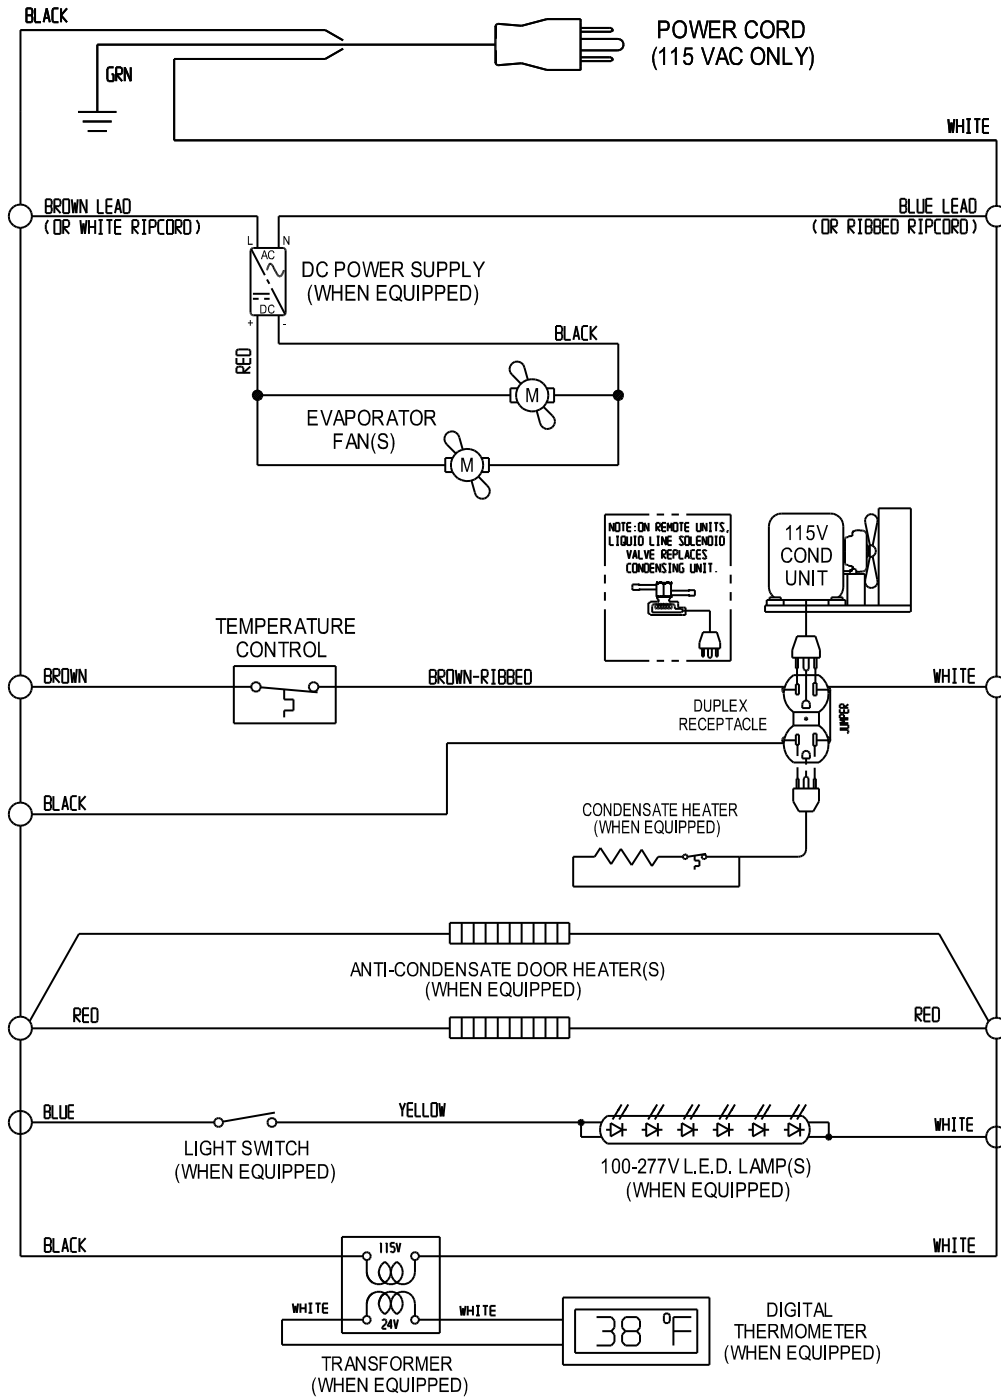 BLACK
POWER CORD
(115 VAC ONLY)
GRN
WHITE
BROWN LEAD
(OR WHITE RIPCORD)
BLUE LEAD
(OR RIBBED RIPCORD)
L
N
AC
DC
+
-
DC POWER SUPPLY
(WHEN EQUIPPED)
RED
BLACK
EVAPORATOR
FAN(S)
M
M
NOTE:ON REMOTE UNITS,
LIQUID LINE SOLENOID
VALVE REPLACES
CONDENSING UNIT.
115V
COND
UNIT
TEMPERATURE
CONTROL
BROWN
BROWN-RIBBED
WHITE
DUPLEX
RECEPTACLE
JUMPER
BLACK
CONDENSATE HEATER
(WHEN EQUIPPED)
ANTI-CONDENSATE DOOR HEATER(S)
(WHEN EQUIPPED)
RED
RED
BLUE
YELLOW
WHITE
LIGHT SWITCH
(WHEN EQUIPPED)
100-277V L.E.D. LAMP(S)
(WHEN EQUIPPED)
BLACK
115V
WHITE
WHITE
24V
WHITE
38 °F
DIGITAL
THERMOMETER
(WHEN EQUIPPED)
TRANSFORMER
(WHEN EQUIPPED)